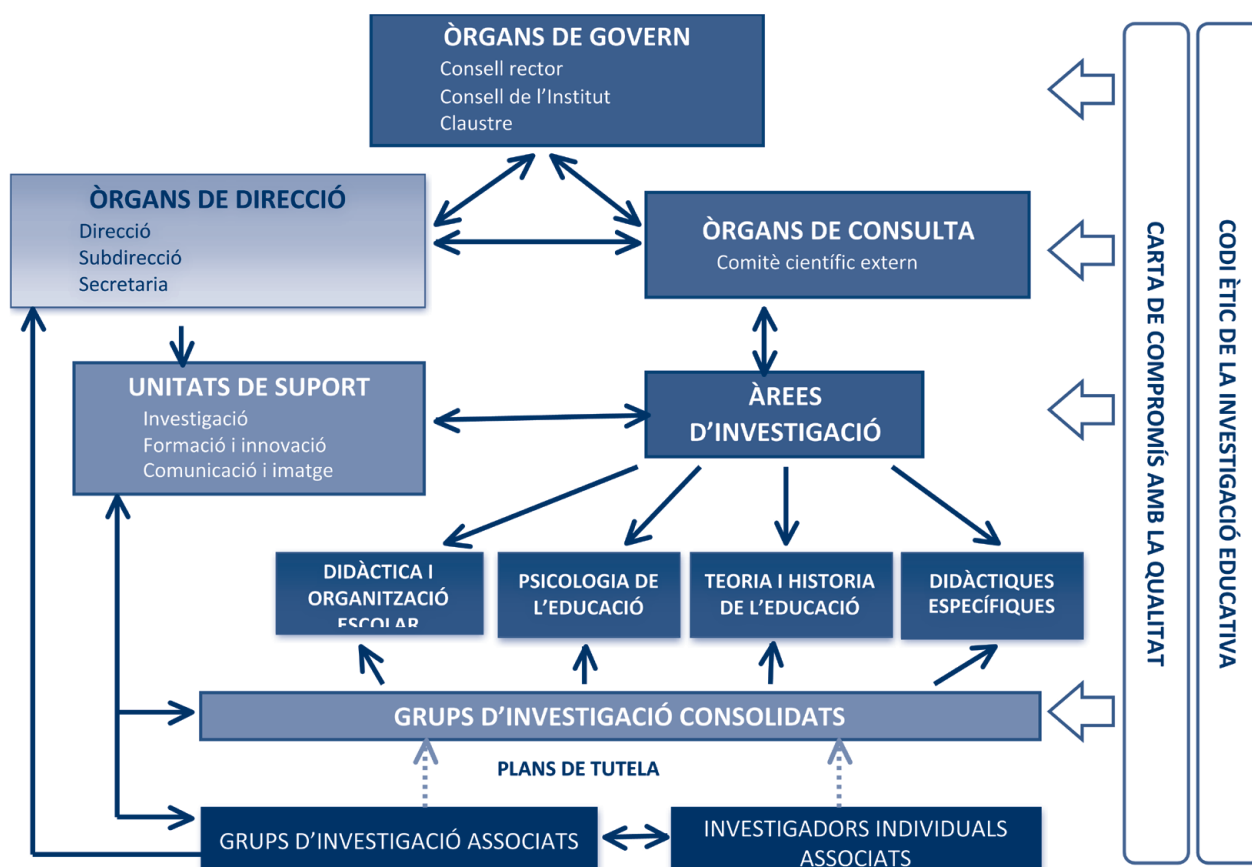 ÒRGANS DE GOVERN
Consell rector
Consell de l’Institut
Claustre
ÒRGANS DE DIRECCIÓ
Direcció
Subdirecció
Secretaria
ÒRGANS DE CONSULTA
Comitè científic extern
UNITATS DE SUPORT
Investigació
Formació i innovació
Comunicació i imatge
ÀREES
D’INVESTIGACIÓ
DIDÀCTICA I
ORGANITZACIÓ
ESCOLAR
PSICOLOGIA DE
L’EDUCACIÓ
TEORIA I HISTORIA
DE L’EDUCACIÓ
DIDÀCTIQUES
ESPECÍFIQUES
GRUPS D’INVESTIGACIÓ CONSOLIDATS
PLANS DE TUTELA
GRUPS D’INVESTIGACIÓ ASSOCIATS
INVESTIGADORS INDIVIDUALS
ASSOCIATS
CARTA DE COMPROMÍS AMB LA QUALITAT
CODI ÈTIC DE LA INVESTIGACIÓ EDUCATIVA